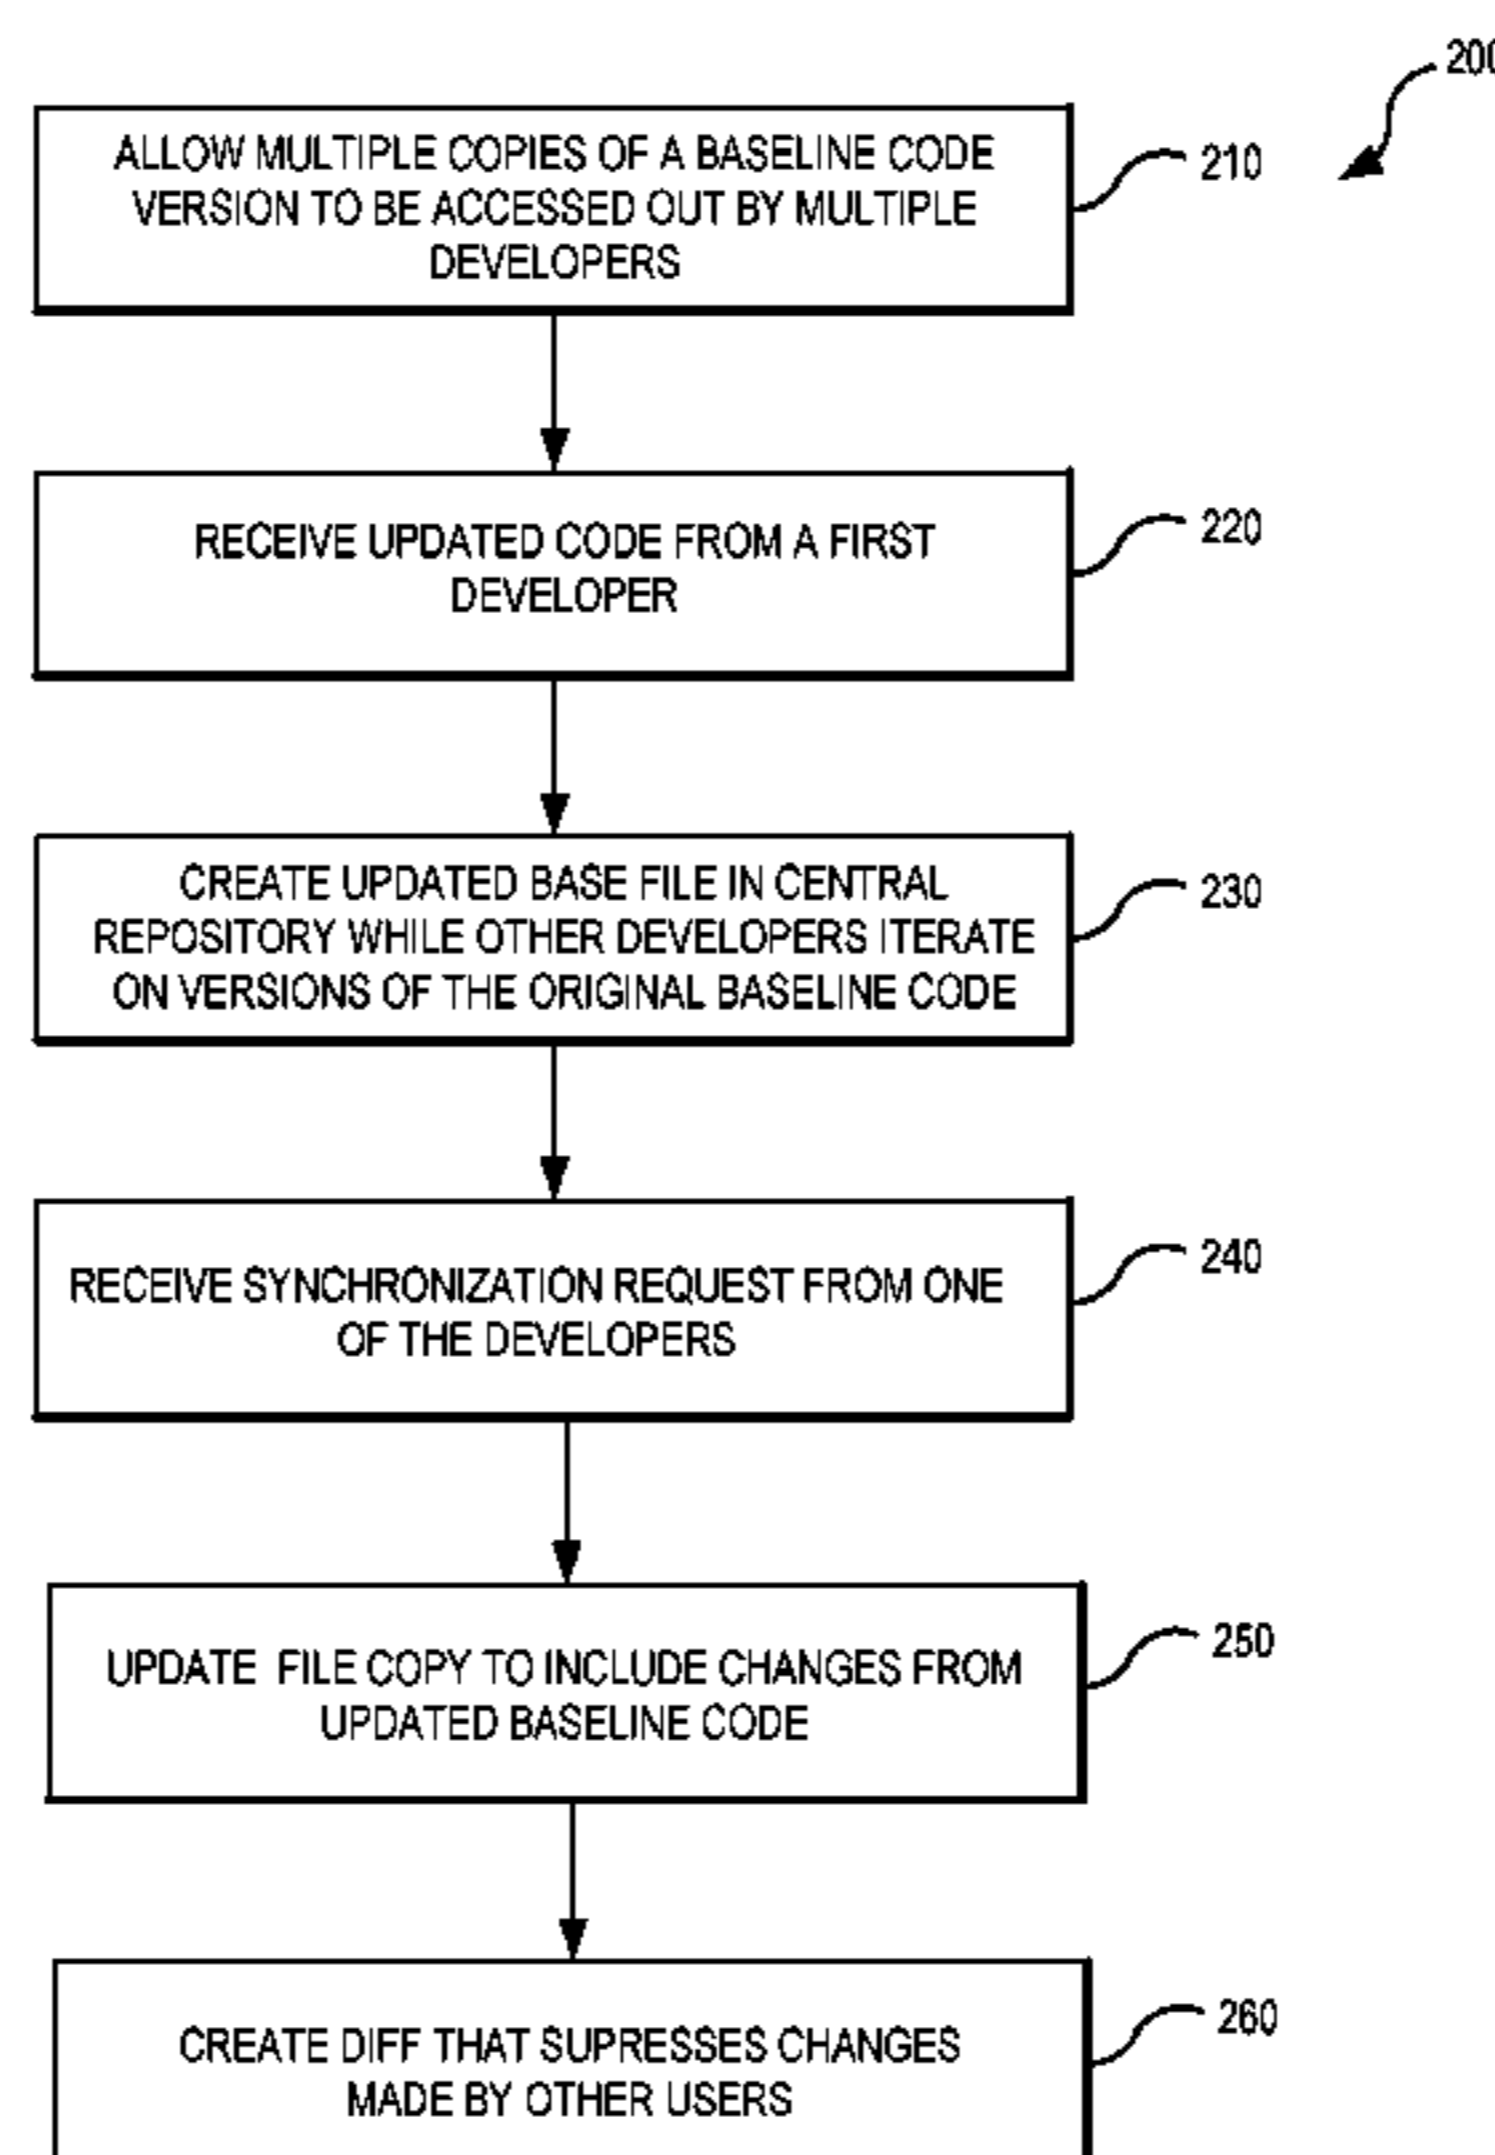 200
ALLOW MULTIPLE COPIES OF A BASELINE CODE
VERSION TO BE ACCESSED OUT BY MULTIPLE
DEVELOPERS
210
RECEIVE UPDATED CODE FROM A FIRST
DEVELOPER
220
CREATE UPDATED BASE FILE IN CENTRAL
REPOSITORY WHILE OTHER DEVELOPERS ITERATE
ON VERSIONS OF THE ORIGINAL BASELINE CODE
230
RECEIVE SYNCHRONIZATION REQUEST FROM ONE
OF THE DEVELOPERS
240
UPDATE FILE COPY TO INCLUDE CHANGES FROM
UPDATED BASELINE CODE
250
CREATE DIFF THAT SUPRESSES CHANGES
MADE BY OTHER USERS
260